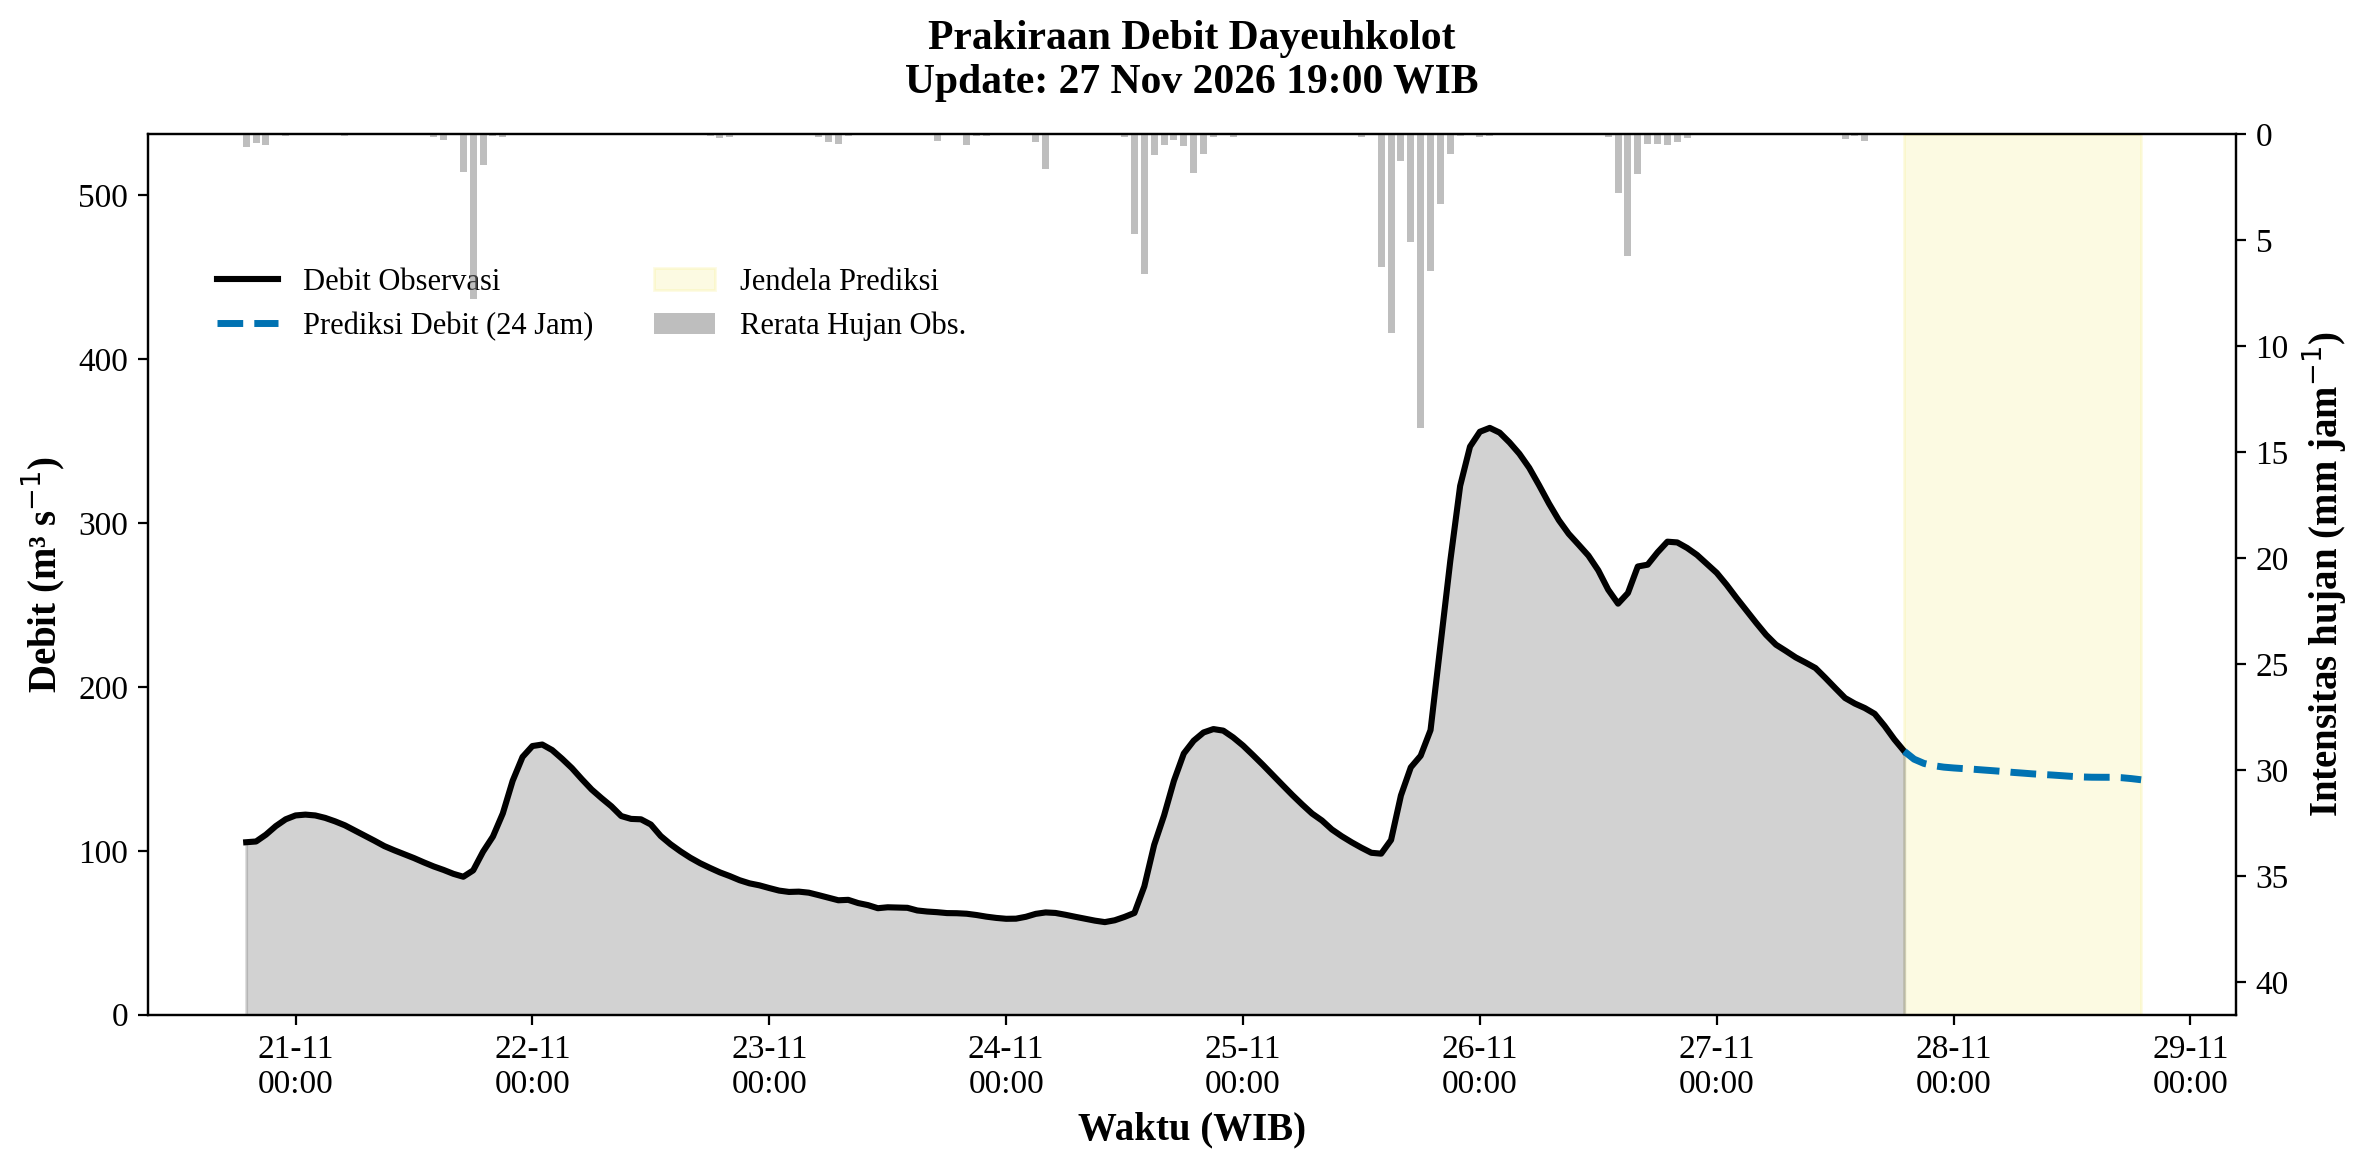 Prakiraan Debit Dayeuhkolot
Update: 27 Nov 2026 19:00 WIB
Debit Observasi
Prediksi Debit (24 Jam)
Jendela Prediksi
Rerata Hujan Obs.
Debit (m³ s⁻¹)
500
400
300
200
100
0
0
5
10
15
20
25
30
35
40
Intensitas hujan (mm jam⁻¹)
21-11 22-11 23-11 24-11 25-11 26-11 27-11 28-11 29-11
00:00 00:00 00:00 00:00 00:00 00:00 00:00 00:00 00:00
Waktu (WIB)